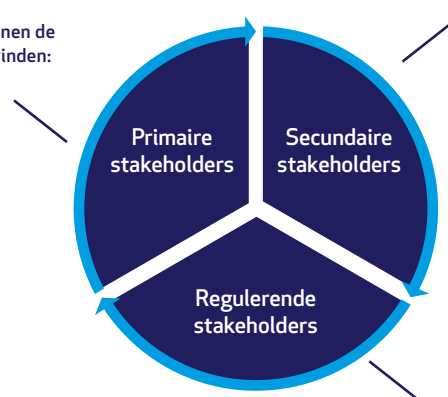 nen de
inden:
Primaire
stakeholders
Secundaire
stakeholders
Regulerende
stakeholders